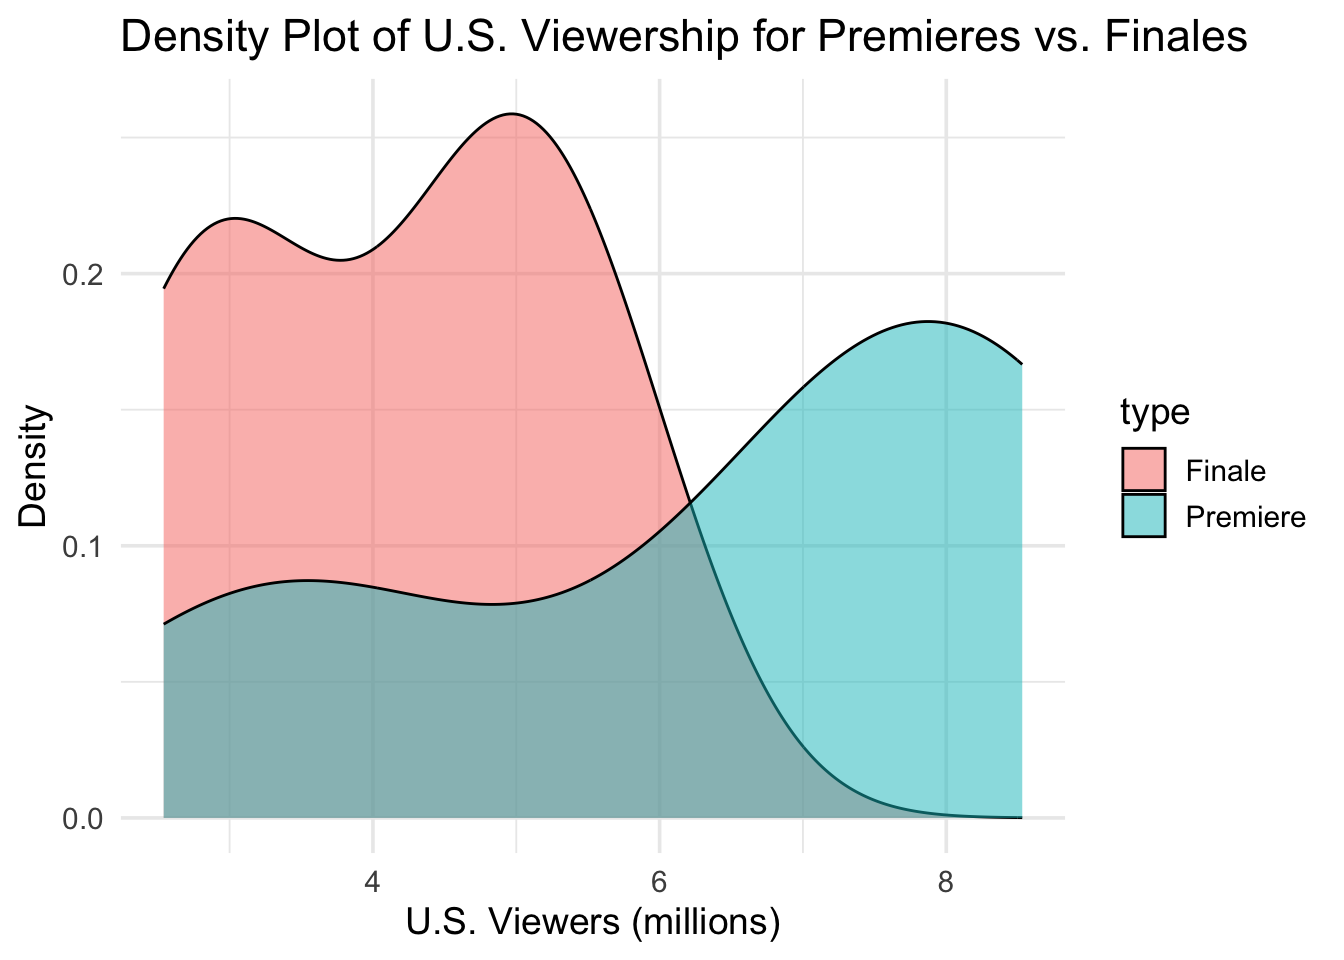 Density Plot of U.S. Viewership for Premieres vs. Finales
Density
0.2
0.1
0.0
4
6
8
U.S. Viewers (millions)
type
Finale
Premiere